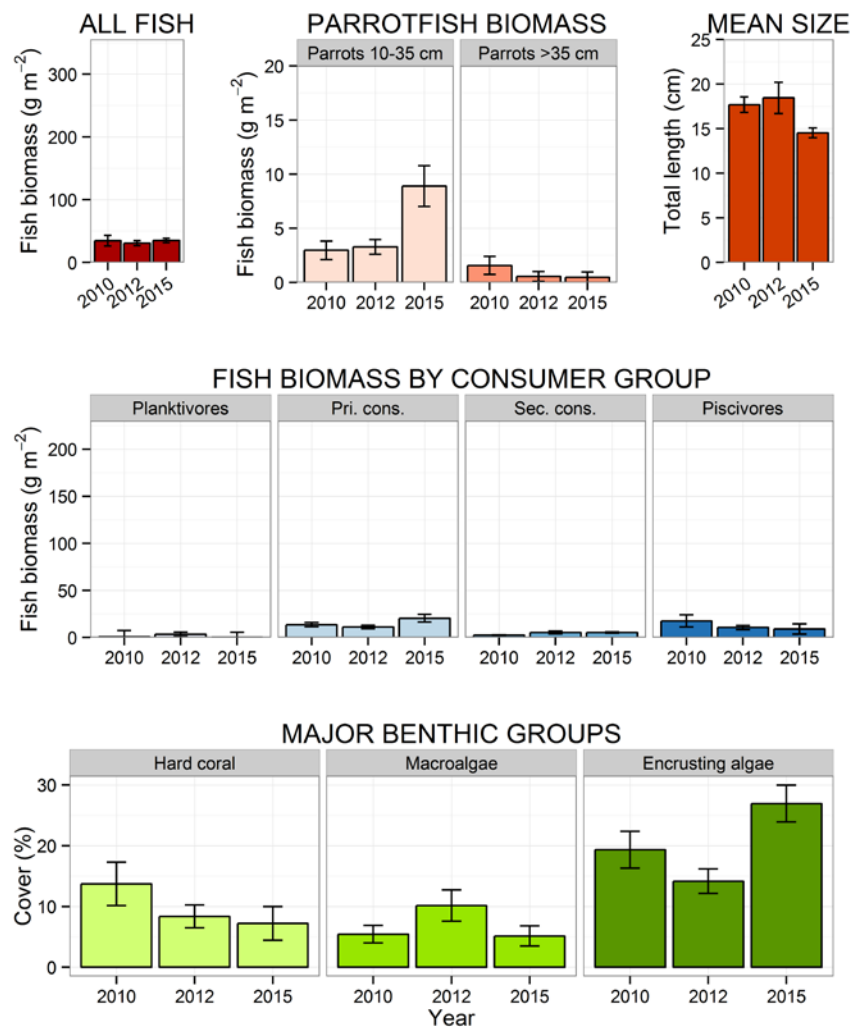 ALL FISH
Fish biomass (g m⁻²)
300
200
100
0
2010 2012 2015
PARROTFISH BIOMASS
Parrots 10-35 cm Parrots >35 cm
Fish biomass (g m⁻²)
20
15
10
5
0
2010 2012 2015 2010 2012 2015
MEAN SIZE
Total length (cm)
25
20
15
10
5
0
2010 2012 2015
FISH BIOMASS BY CONSUMER GROUP
Planktivores Pri. cons. Sec. cons. Piscivores
Fish biomass (g m⁻²)
200
150
100
50
0
2010 2012 2015 2010 2012 2015 2010 2012 2015 2010 2012 2015
MAJOR BENTHIC GROUPS
Hard coral Macroalgae Encrusting algae
Cover (%)
30
20
10
0
2010 2012 2015 2010 2012 2015 2010 2012 2015
Year